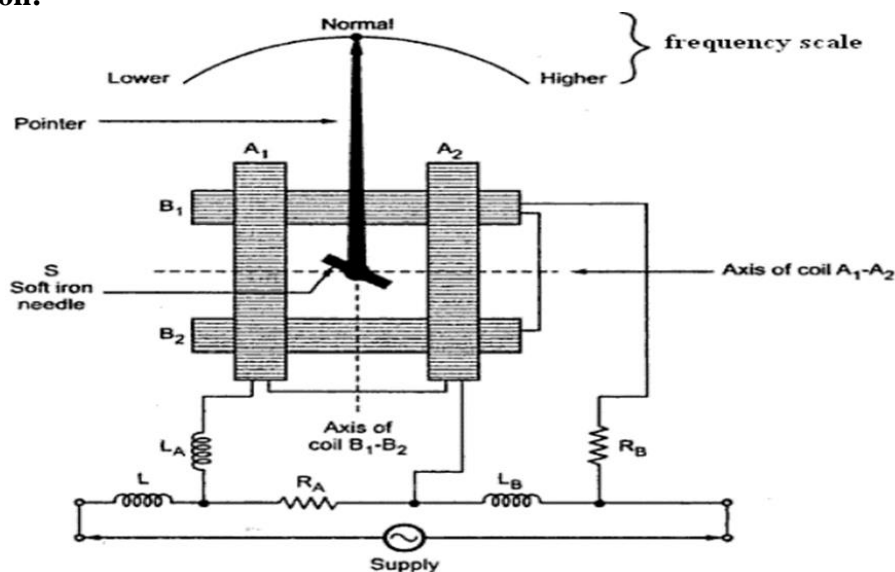 on:
Normal
frequency scale
Lower
Higher
Pointer
A1
A2
B1
S
Soft iron
needle
Axis of coil A1-A2
B2
Axis of
coil B1-B2
LA
RB
L
RA
LB
Supply